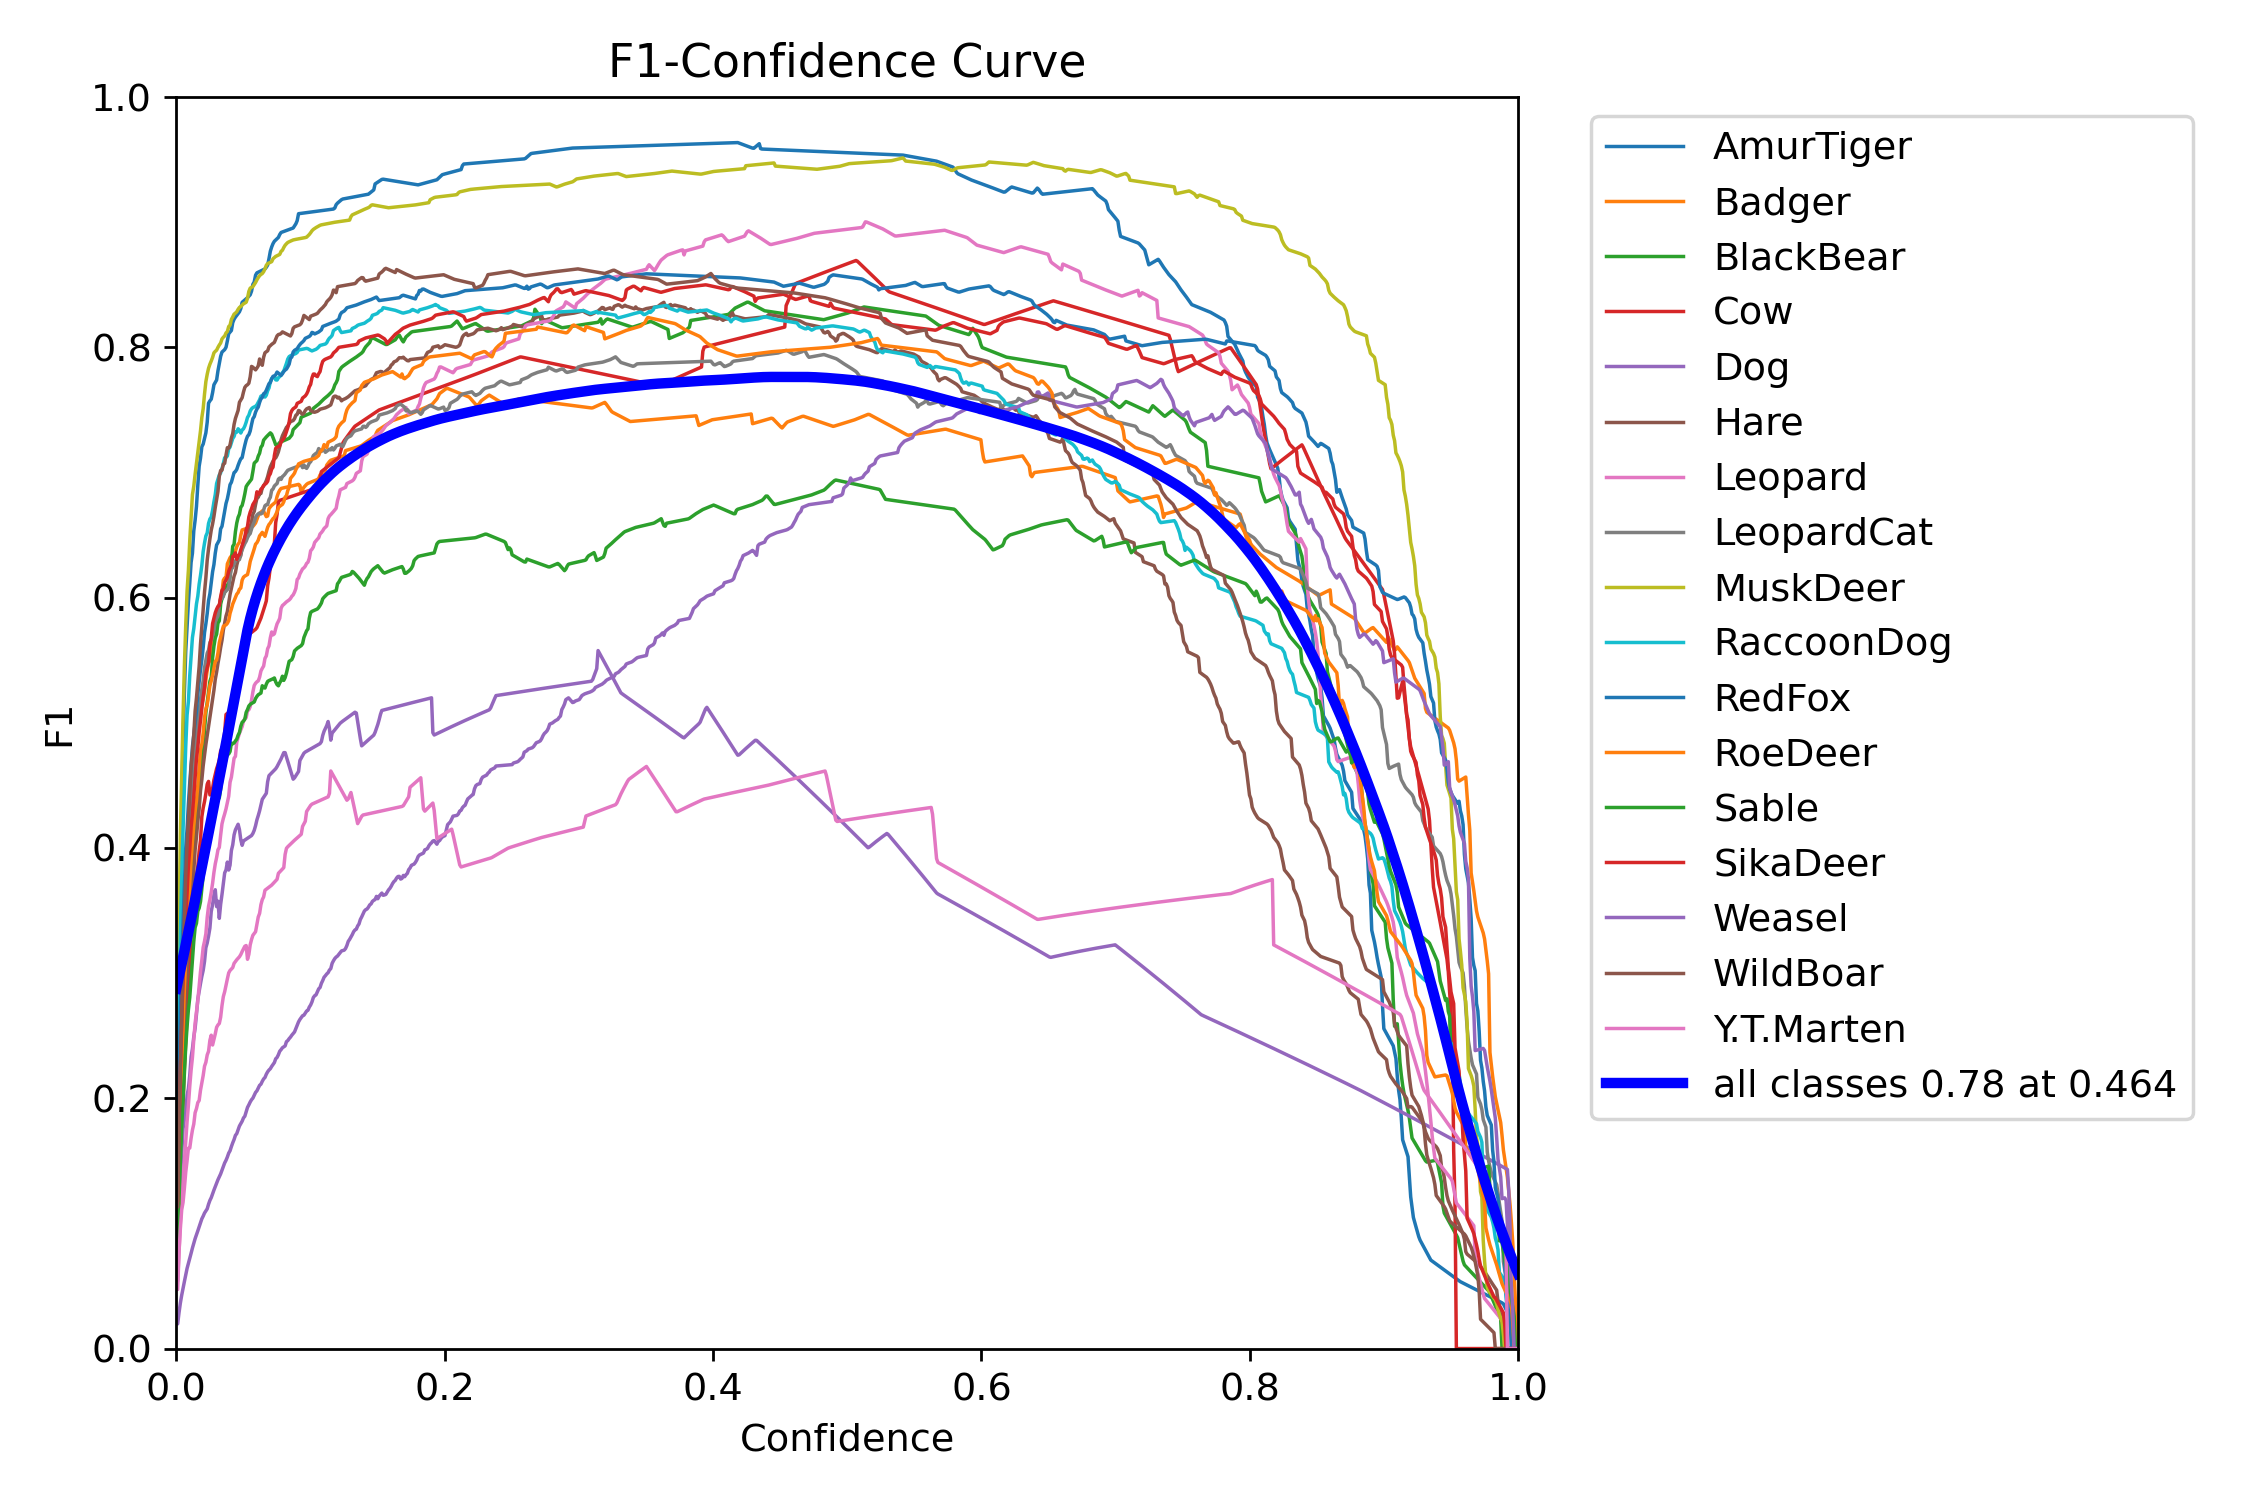 F1-Confidence Curve
1.0
0.8
0.6
0.4
0.2
0.0
F1
0.0 0.2 0.4 0.6 0.8 1.0
Confidence
AmurTiger
Badger
BlackBear
Cow
Dog
Hare
Leopard
LeopardCat
MuskDeer
RaccoonDog
RedFox
RoeDeer
Sable
SikaDeer
Weasel
WildBoar
Y.T.Marten
all classes 0.78 at 0.464